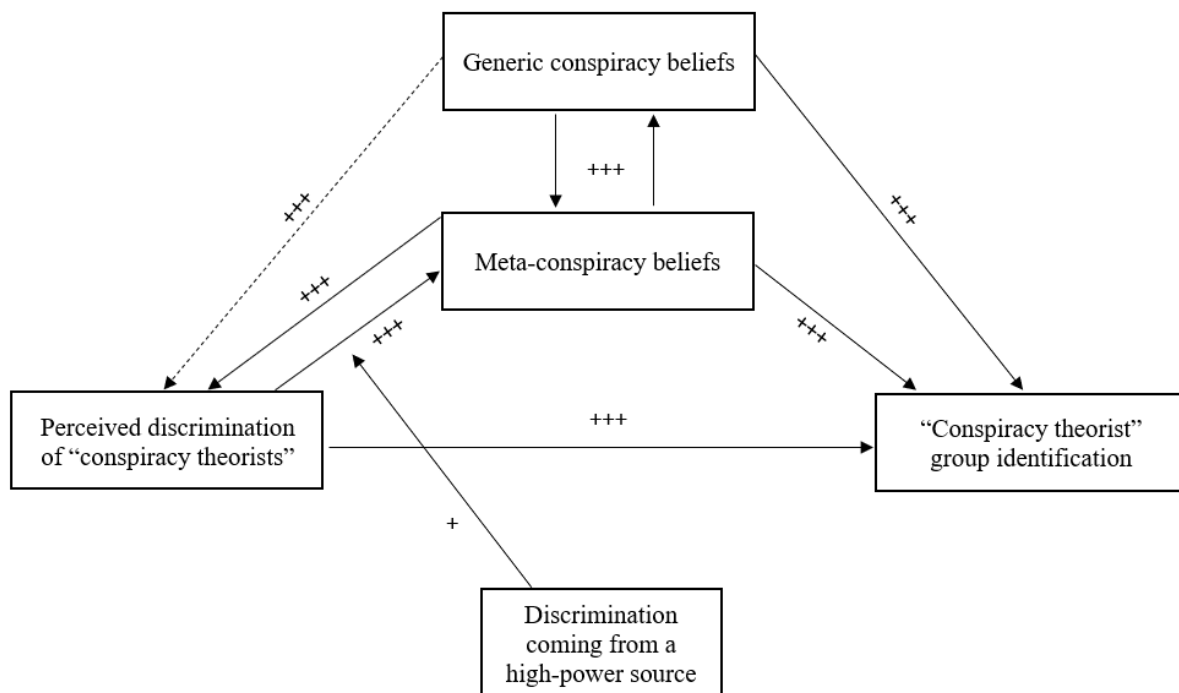 Generic conspiracy beliefs
+++
+++
+++
Meta-conspiracy beliefs
+++
+++
+++
Perceived discrimination
of “conspiracy theorists”
+++
“Conspiracy theorist”
group identification
+
Discrimination
coming from a
high-power source